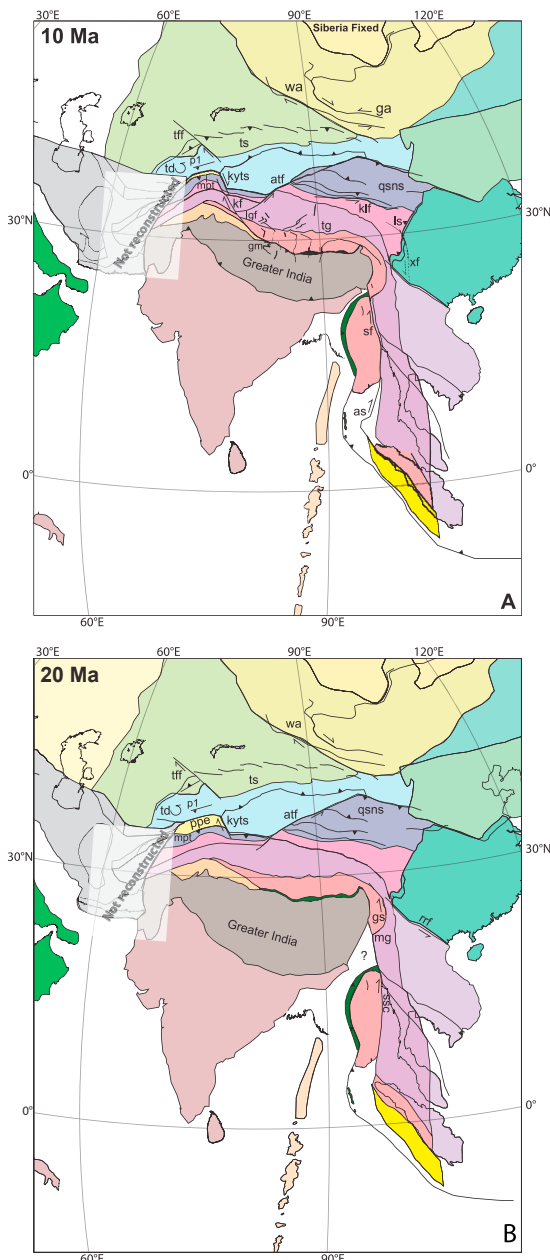 30°E 60°E 90°E 120°E
10 Ma
Siberia Fixed
wa
ga
tff
ts
td p1
kyts
atf
qsns
mpt
kf
klf
lgf
ls
30°N
tg
gm
xf
Not reconstructed
Greater India
sf
as
0° 0°
A
60°E 90°E
30°E 60°E 90°E 120°E
20 Ma
wa
tff
ts
td p1
ppe
kyts
atf
qsns
mpt
30°N
Not reconstructed
Greater India
gs
rrf
mg
?
ssc
0° 0°
B
60°E 90°E